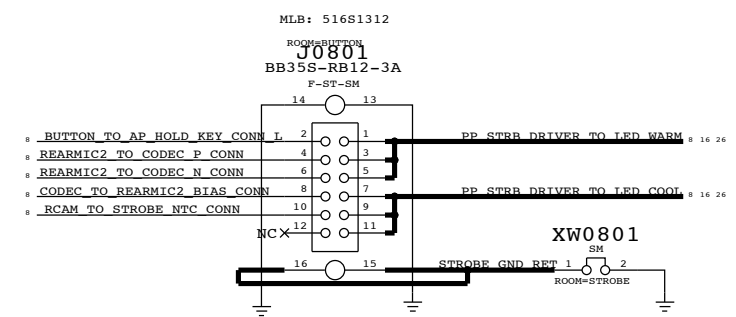 MLB: 516S1312
ROOM=BUTTON
J0801
BB35S-RB12-3A
F-ST-SM
14 13
8 BUTTON_TO_AP_HOLD_KEY_CONN_L 2 1 PP_STRB_DRIVER_TO_LED_WARM 8 16 26
8 REARMIC2_TO_CODEC_P_CONN 4 3
8 REARMIC2_TO_CODEC_N_CONN 6 5
8 CODEC_TO_REARMIC2_BIAS_CONN 8 7 PP_STRB_DRIVER_TO_LED_COOL 8 16 26
8 RCAM_TO_STROBE_NTC_CONN 10 9
NC 12 11
XW0801
SM
16 15 STROBE_GND_RET 1 2
ROOM=STROBE